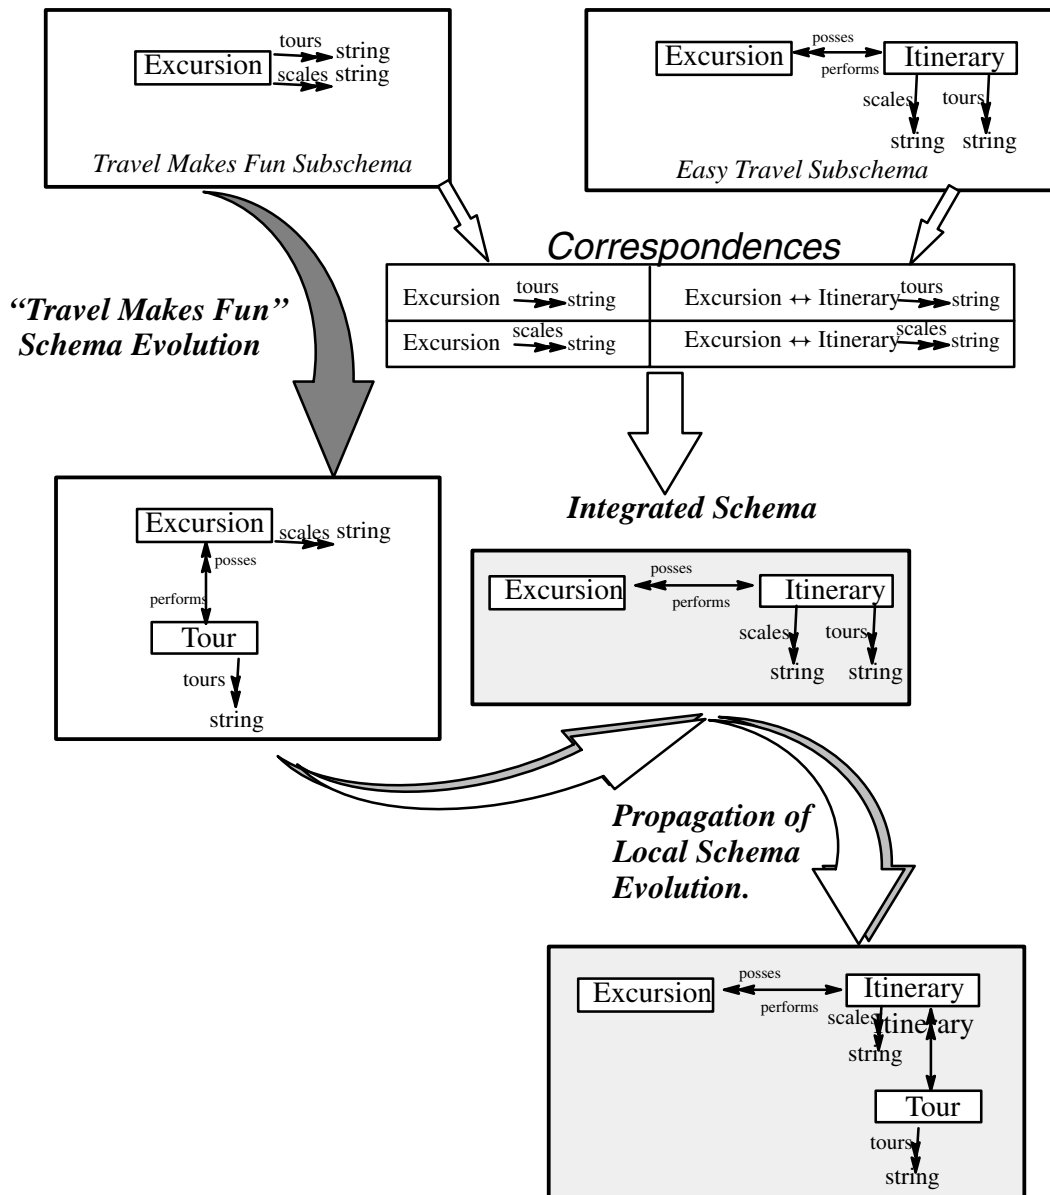 tours
Excursion string
scales string
Travel Makes Fun Subschema
posses
Excursion Itinerary
performs
scales tours
string string
Easy Travel Subschema
Correspondences
Excursion tours string Excursion ↔ Itinerary tours string
Excursion scales string Excursion ↔ Itinerary scales string
“Travel Makes Fun”
Schema Evolution
Excursion scales string
posses
performs
Tour
tours
string
Integrated Schema
posses
Excursion Itinerary
performs
scales tours
string string
Propagation of
Local Schema
Evolution.
posses
Excursion Itinerary
performs
scales Itinerary
string
Tour
tours
string